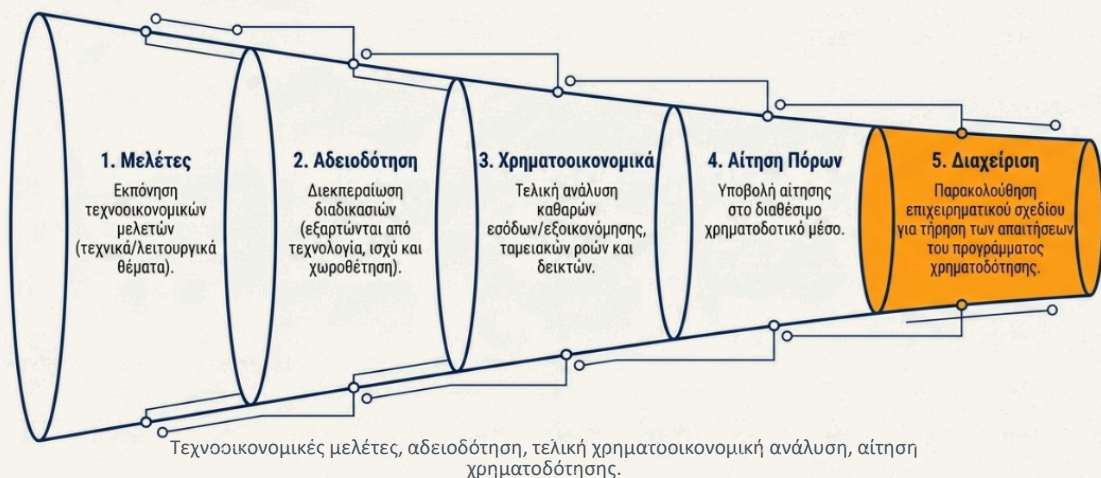 1. Μελέτες
Εκπόνηση
τεχνοοικονομικών
μελετών
(τεχνικά/λειτουργικά
θέματα).
2. Αδειοδότηση
Διεκπεραίωση
διαδικασιών
(εξαρτώνται από
τεχνολογία, ισχύ και
χωροθέτηση).
3. Χρηματοοικονομικά
Τελική ανάλυση
καθαρών
εσόδων/εξοικονόμησης,
ταμειακών ροών και
δεικτών.
4. Αίτηση Πόρων
Υποβολή αίτησης
στο διαθέσιμο
χρηματοδοτικό μέσο.
5. Διαχείριση
Παρακολούθηση
επιχειρηματικού σχεδίου
για τήρηση των απαιτήσεων
του προγράμματος
χρηματοδότησης.
Τεχνοοικονομικές μελέτες, αδειοδότηση, τελική χρηματοοικονομική ανάλυση, αίτηση
χρηματοδότησης.